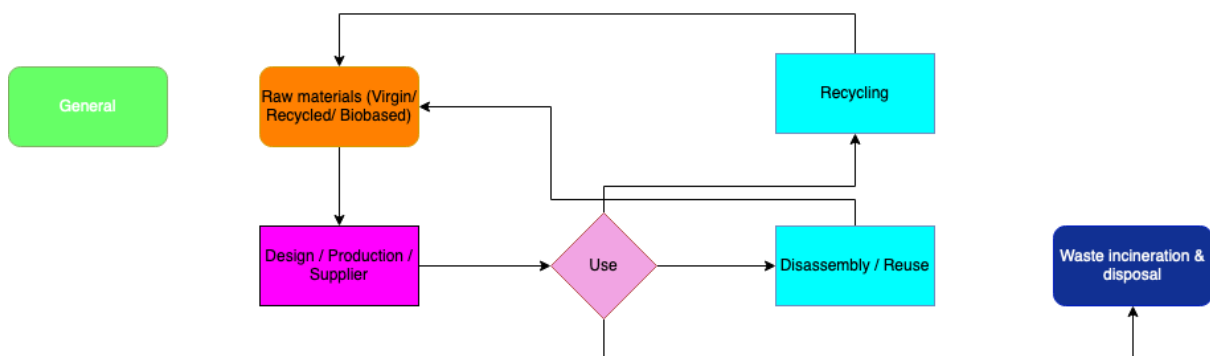 General
Raw materials (Virgin/
Recycled/ Biobased)
Recycling
Design / Production /
Supplier
Use
Disassembly / Reuse
Waste incineration &
disposal